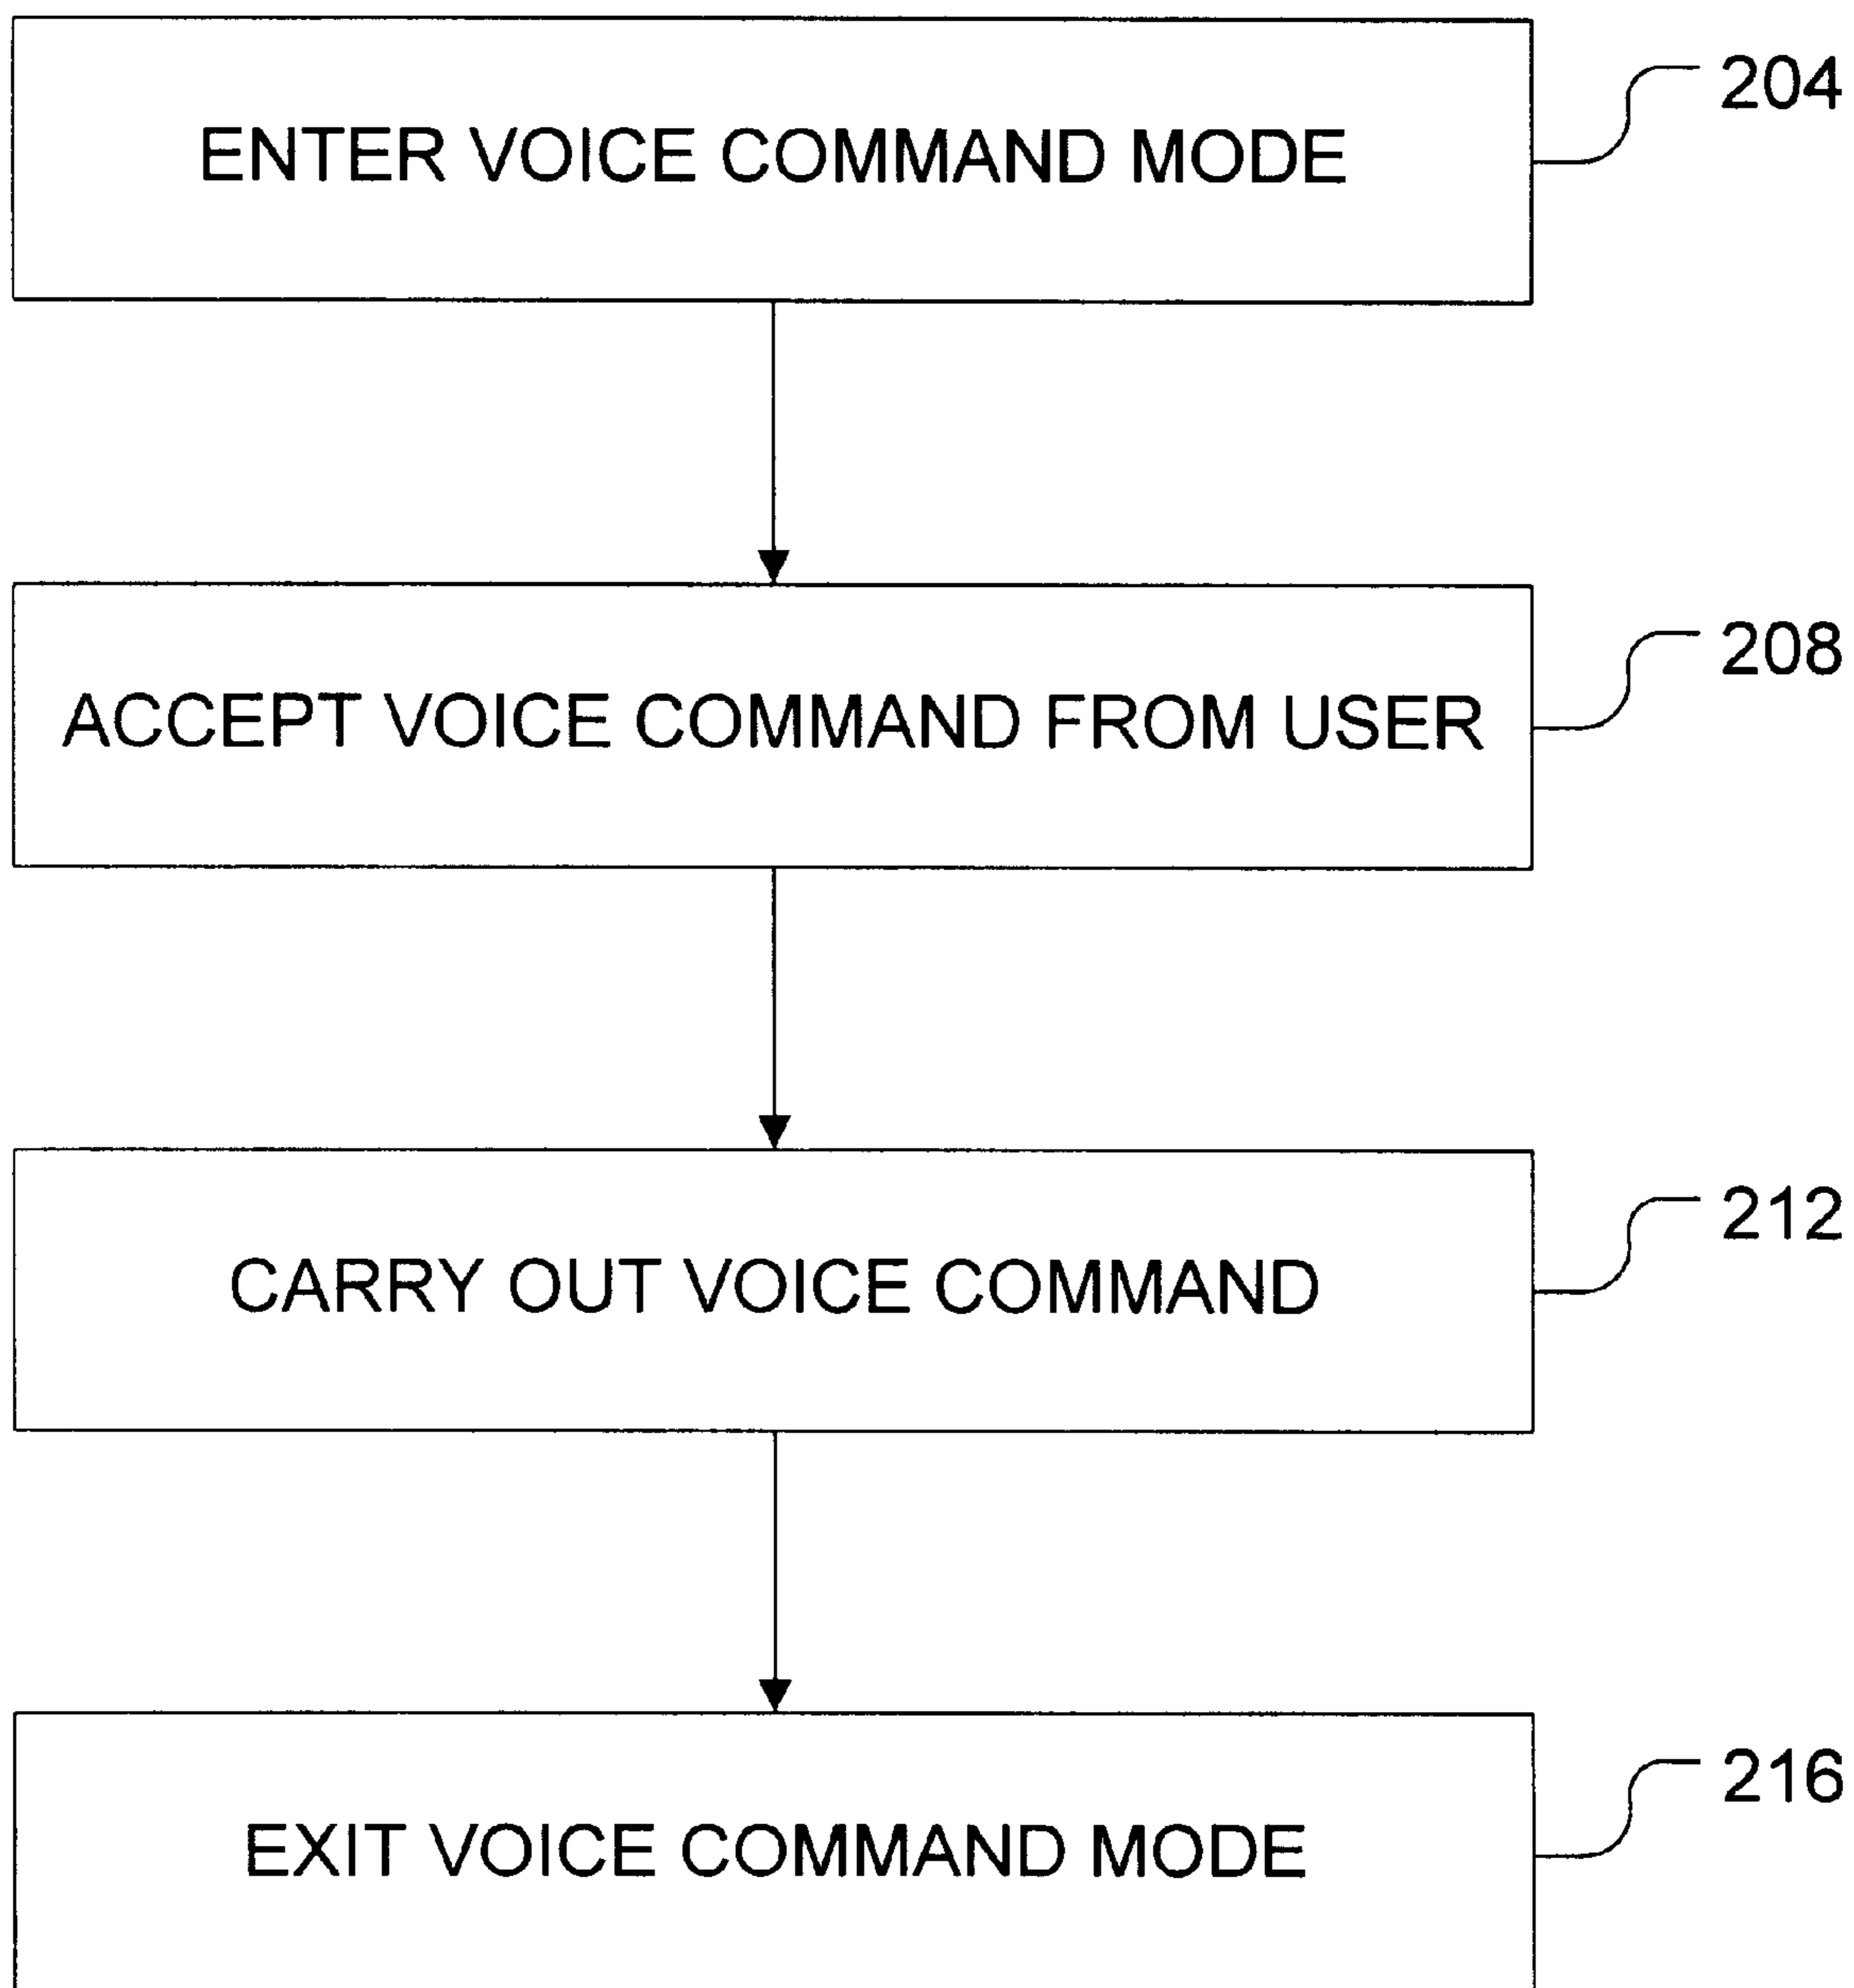 ENTER VOICE COMMAND MODE
204
ACCEPT VOICE COMMAND FROM USER
208
CARRY OUT VOICE COMMAND
212
EXIT VOICE COMMAND MODE
216